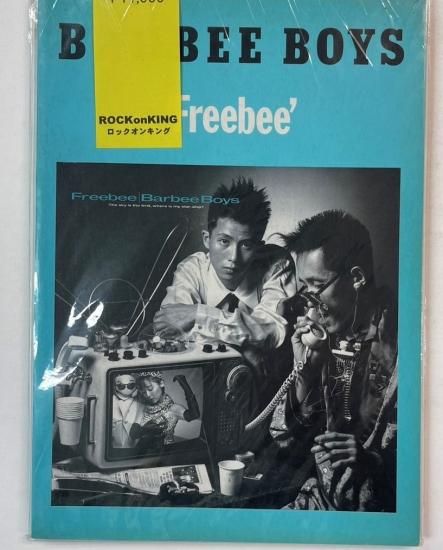 BARBEE BOYS
ROCKonKING
ロックオンキング
'Freebee'
Freebee | Barbee Boys